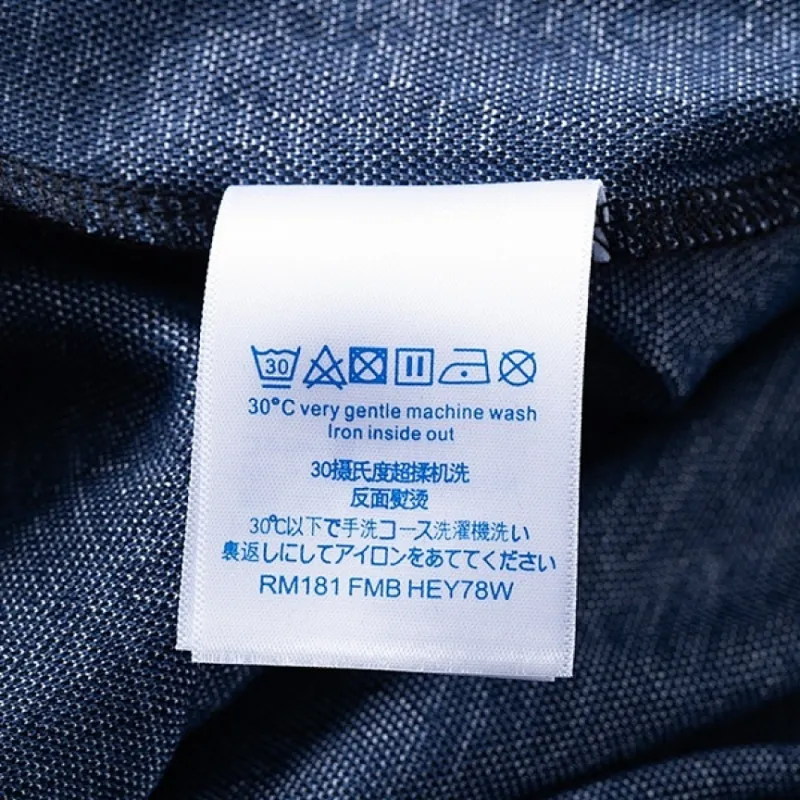 30
30°C very gentle machine wash
Iron inside out
30摄氏度超揉机洗
反面熨烫
30℃以下で手洗コース洗濯機洗い
裏返しにしてアイロンをあててください
RM181 FMB HEY78W